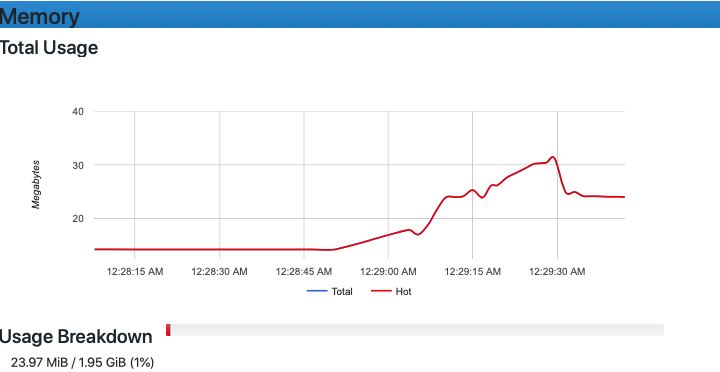 Memory
Total Usage
40
30
20
Megabytes
12:28:15 AM 12:28:30 AM 12:28:45 AM 12:29:00 AM 12:29:15 AM 12:29:30 AM
Total Hot
Usage Breakdown
23.97 MiB / 1.95 GiB (1%)